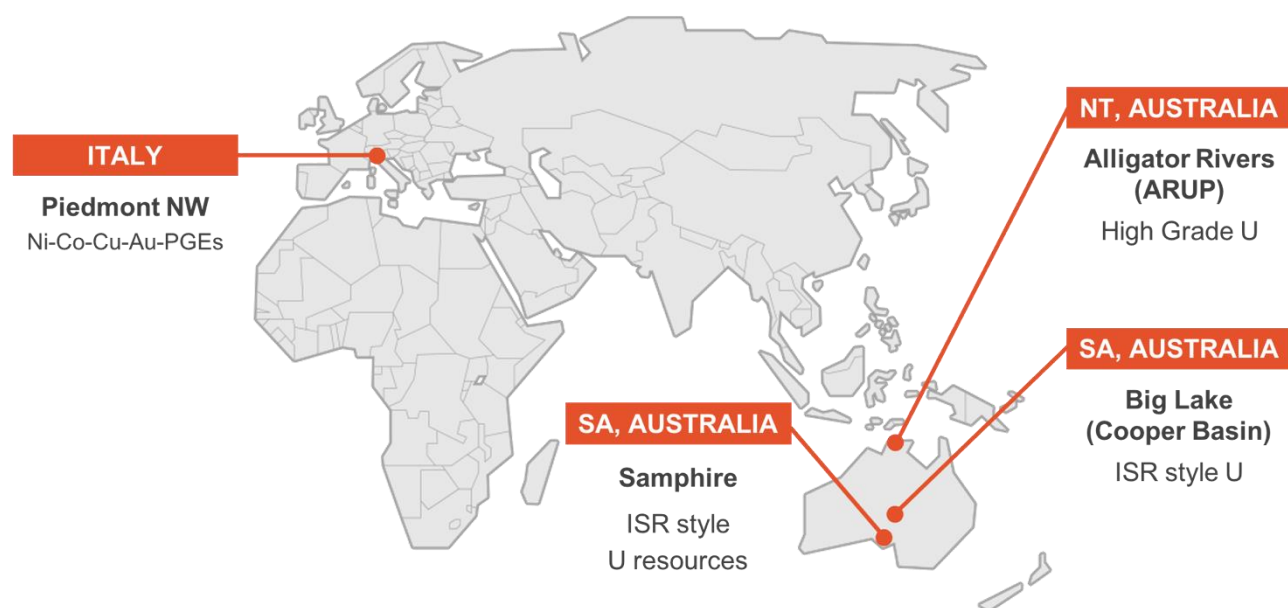 ITALY
Piedmont NW
Ni-Co-Cu-Au-PGEs
NT, AUSTRALIA
Alligator Rivers
(ARUP)
High Grade U
SA, AUSTRALIA
Big Lake
(Cooper Basin)
ISR style U
SA, AUSTRALIA
Samphire
ISR style
U resources